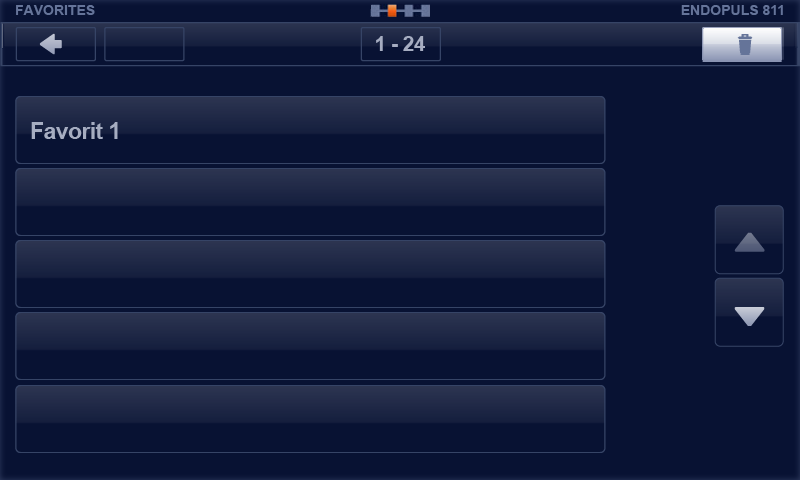 FAVORITES
ENDOPULS 811
1 - 24
Favorit 1